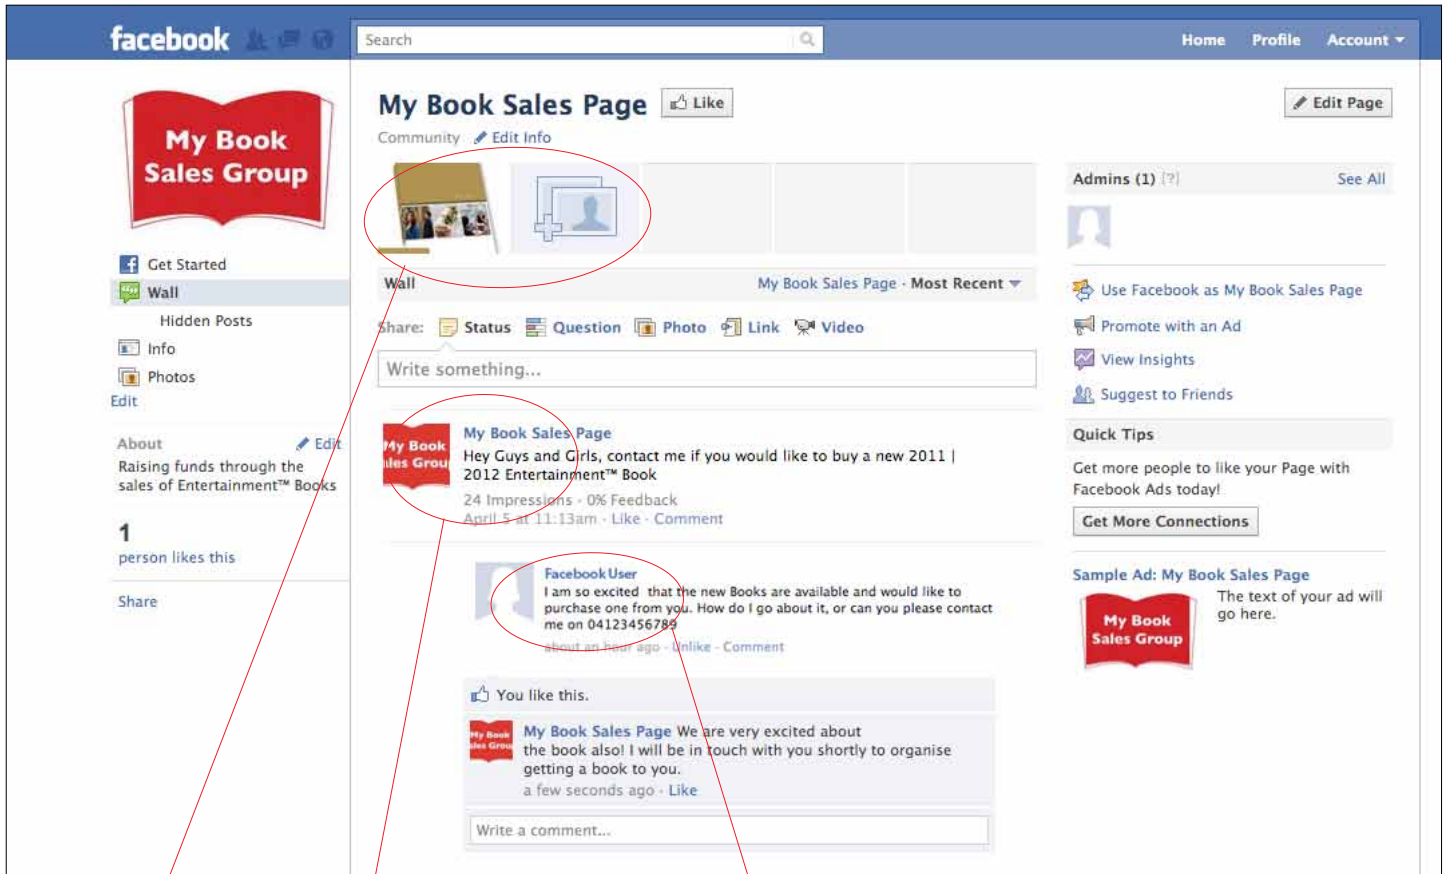 facebook
Search
Home Profile Account
My Book
Sales Group
My Book Sales Page Like
Edit Page
Community Edit Info
Admins (1) [?] See All
Get Started
Wall
Hidden Posts
Info
Photos
Edit
Wall
My Book Sales Page · Most Recent
Share: Status Question Photo Link Video
Write something...
Use Facebook as My Book Sales Page
Promote with an Ad
View Insights
Suggest to Friends
About Edit
Raising funds through the
sales of Entertainment™ Books
1
person likes this
Share
My Book
ales Group
My Book Sales Page
Hey Guys and Girls, contact me if you would like to buy a new 2011 |
2012 Entertainment™ Book
24 Impressions · 0% Feedback
April 5 at 11:13am · Like · Comment
Quick Tips
Get more people to like your Page with
Facebook Ads today!
Get More Connections
Facebook User
I am so excited that the new Books are available and would like to
purchase one from you. How do I go about it, or can you please contact
me on 04123456789
about an hour ago · Unlike · Comment
Sample Ad: My Book Sales Page
My Book
Sales Group
The text of your ad will
go here.
You like this.
My Book
ales Group
My Book Sales Page We are very excited about
the book also! I will be in touch with you shortly to organise
getting a book to you.
a few seconds ago · Like
Write a comment...